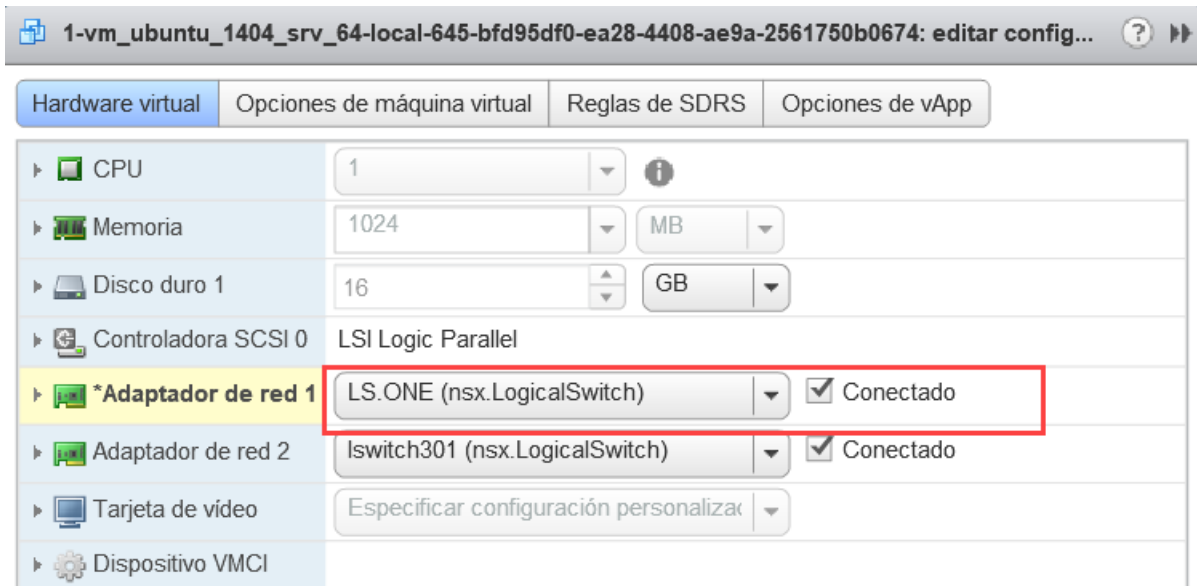 1-vm_ubuntu_1404_srv_64-local-645-bfd95df0-ea28-4408-ae9a-2561750b0674: editar config... ?
Hardware virtual Opciones de máquina virtual Reglas de SDRS Opciones de vApp
CPU 1
Memoria 1024 MB
Disco duro 1 16 GB
Controladora SCSI 0 LSI Logic Parallel
*Adaptador de red 1 LS.ONE (nsx.LogicalSwitch) Conectado
Adaptador de red 2 lswitch301 (nsx.LogicalSwitch) Conectado
Tarjeta de vídeo Especificar configuración personaliza
Dispositivo VMCI